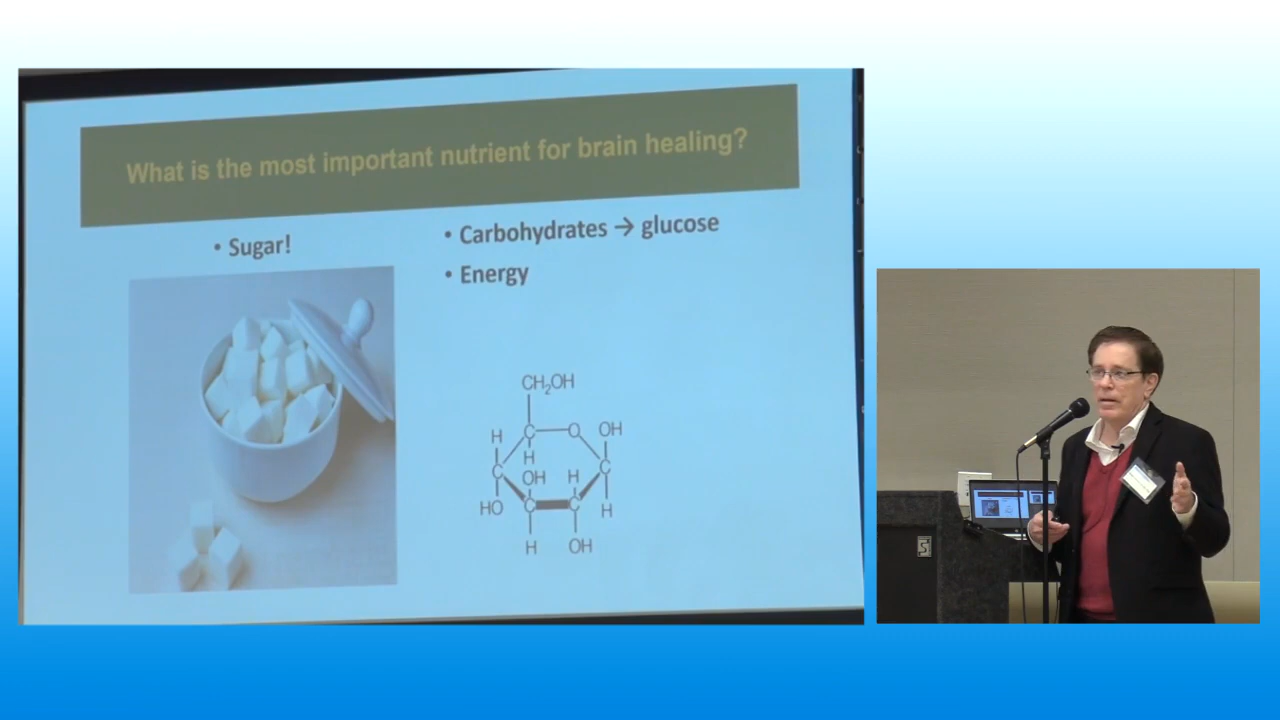 What is the most important nutrient for brain healing?
• Sugar!
• Carbohydrates → glucose
• Energy
CH₂OH
H C O OH
H
C OH H C
HO C C H
H OH